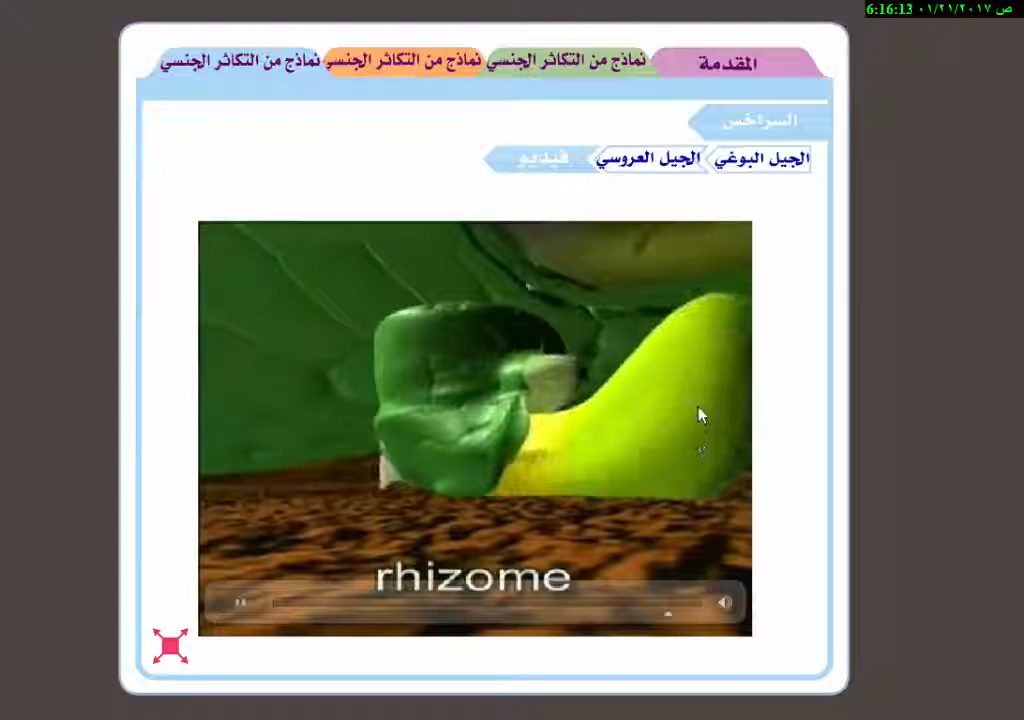 6:16:13 ٠١/٢١/٢٠١٧ ص
المقدمة
نماذج من التكاثر الجنسي
نماذج من التكاثر الجنسي
نماذج من التكاثر الجنسي
السراخس
الجيل البوغي
الجيل العروسي
فيديو
rhizome